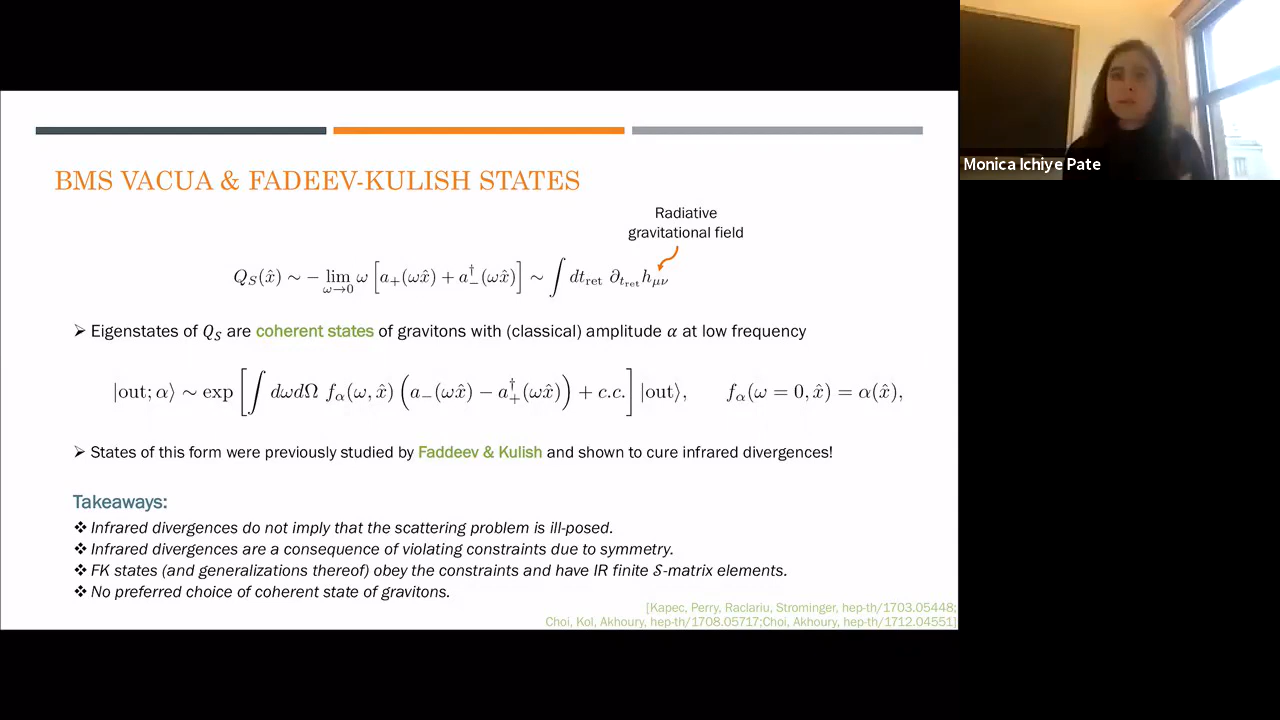 BMS VACUA & FADEEV-KULISH STATES
Radiative
gravitational field
Q_S(x̂) ∼ − lim_{ω→0} ω [a_+(ωx̂) + a_−^†(ωx̂)] ∼ ∫ dt_ret ∂_{t_ret} h_{μν}
➢ Eigenstates of Q_S are coherent states of gravitons with (classical) amplitude α at low frequency
|out; α⟩ ∼ exp [∫ dωdΩ f_α(ω, x̂) (a_−(ωx̂) − a_+^†(ωx̂)) + c.c.] |out⟩, f_α(ω = 0, x̂) = α(x̂),
➢ States of this form were previously studied by Faddeev & Kulish and shown to cure infrared divergences!
Takeaways:
❖ Infrared divergences do not imply that the scattering problem is ill-posed.
❖ Infrared divergences are a consequence of violating constraints due to symmetry.
❖ FK states (and generalizations thereof) obey the constraints and have IR finite 𝒮-matrix elements.
❖ No preferred choice of coherent state of gravitons.
[Kapec, Perry, Raclariu, Strominger, hep-th/1703.05448;
Choi, Kol, Akhoury, hep-th/1708.05717;Choi, Akhoury, hep-th/1712.04551]
Monica Ichiye Pate